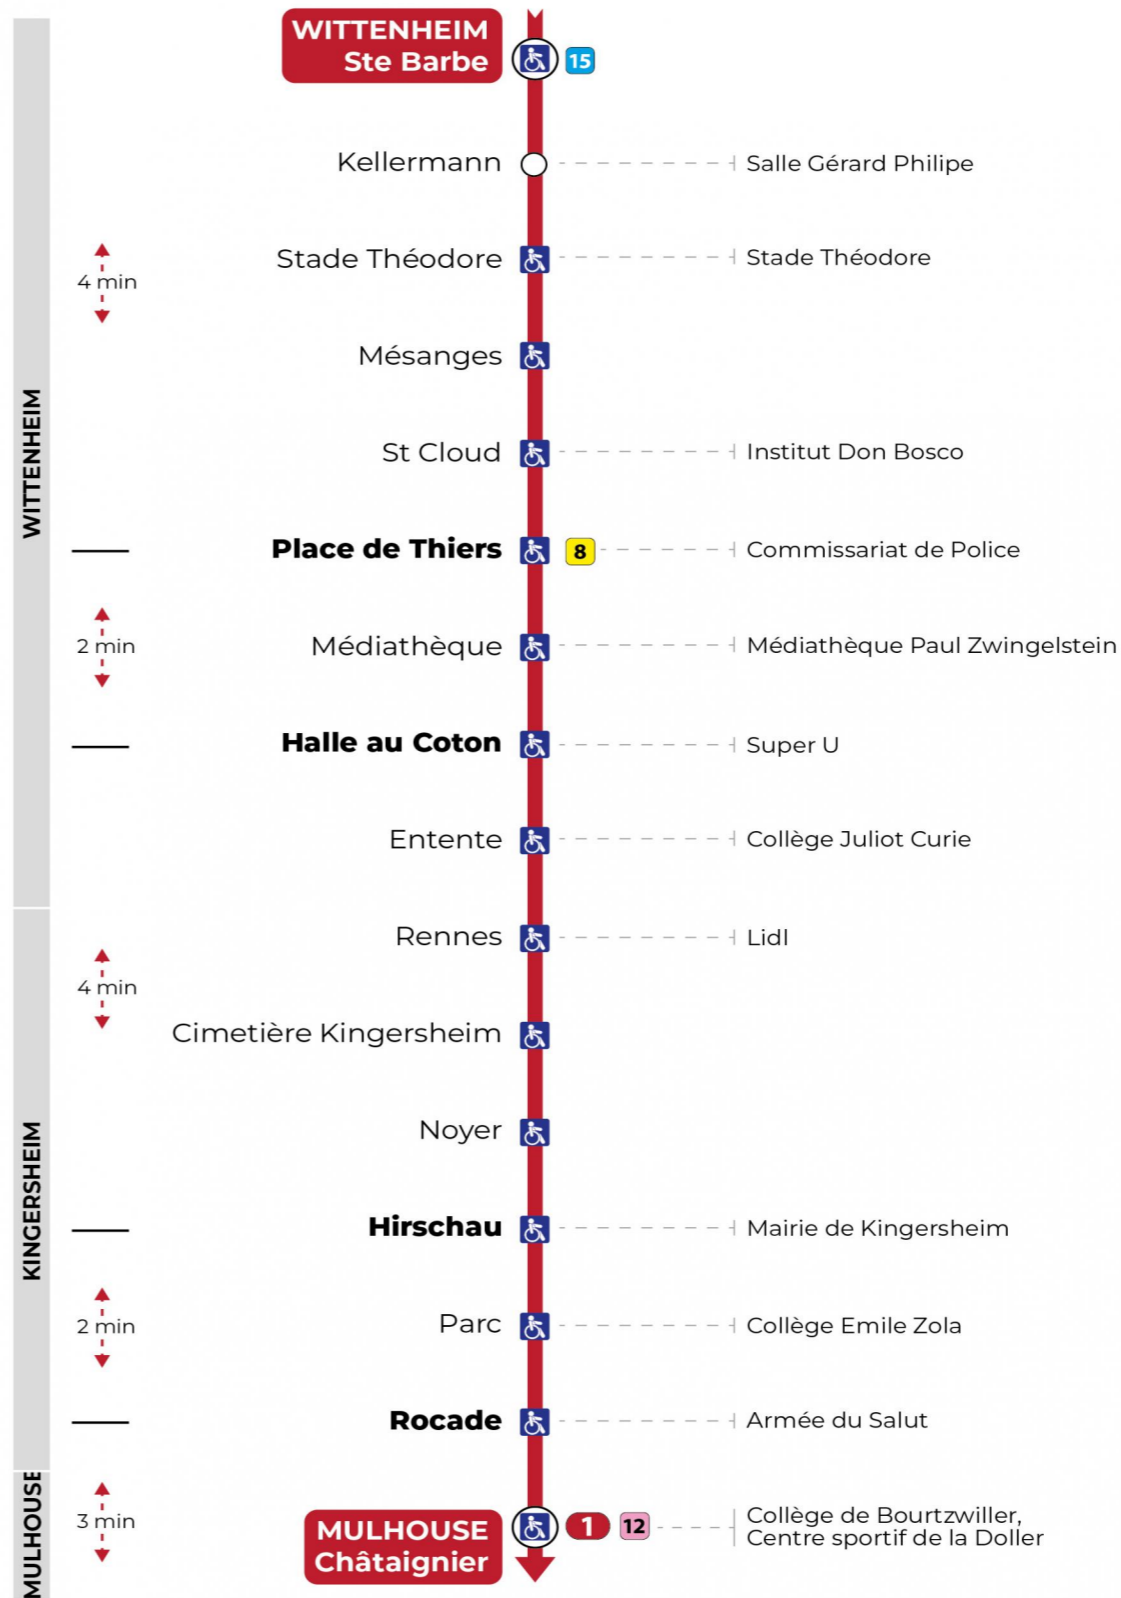 WITTENHEIM
Ste Barbe
15
Kellermann
Salle Gérard Philipe
Stade Théodore
Stade Théodore
4 min
Mésanges
St Cloud
Institut Don Bosco
WITTENHEIM
Place de Thiers
8
Commissariat de Police
2 min
Médiathèque
Médiathèque Paul Zwingelstein
Halle au Coton
Super U
Entente
Collège Juliot Curie
Rennes
Lidl
4 min
Cimetière Kingersheim
Noyer
KINGERSHEIM
Hirschau
Mairie de Kingersheim
2 min
Parc
Collège Emile Zola
Rocade
Armée du Salut
MULHOUSE
3 min
MULHOUSE
Châtaignier
1
12
Collège de Bourtzwiller,
Centre sportif de la Doller